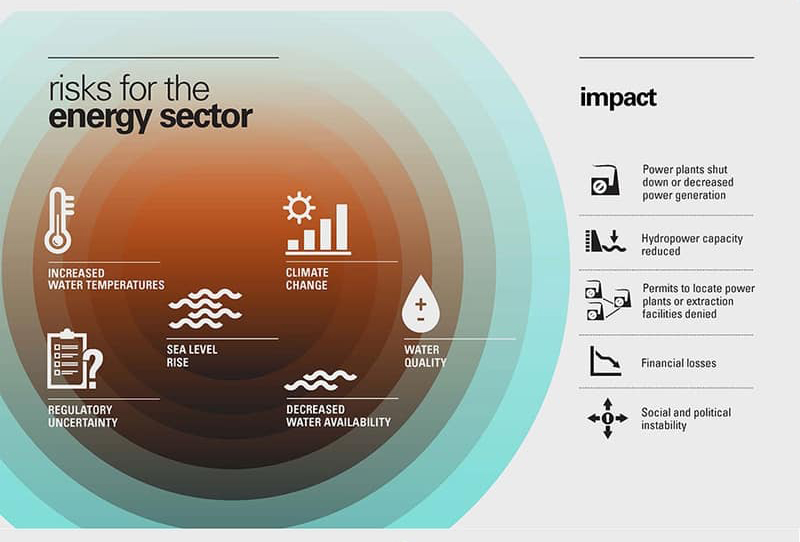 risks for the
energy sector
INCREASED
WATER TEMPERATURES
CLIMATE
CHANGE
SEA LEVEL
RISE
WATER
QUALITY
REGULATORY
UNCERTAINTY
DECREASED
WATER AVAILABILITY
impact
Power plants shut
down or decreased
power generation
Hydropower capacity
reduced
Permits to locate power
plants or extraction
facilities denied
Financial losses
Social and political
instability